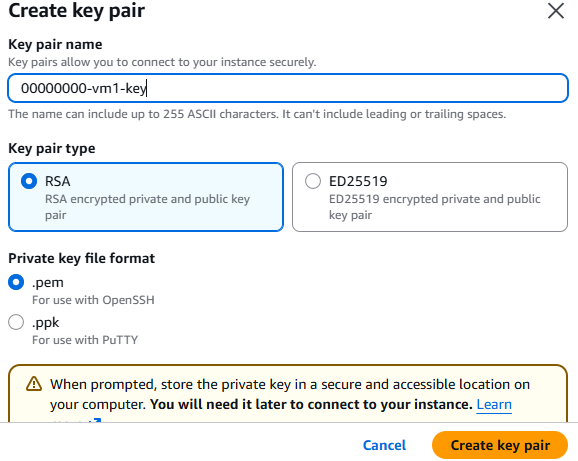 Create key pair
Key pair name
Key pairs allow you to connect to your instance securely.
00000000-vm1-key
The name can include up to 255 ASCII characters. It can't include leading or trailing spaces.
Key pair type
RSA
RSA encrypted private and public key
pair
ED25519
ED25519 encrypted private and public
key pair
Private key file format
.pem
For use with OpenSSH
.ppk
For use with PuTTY
When prompted, store the private key in a secure and accessible location on
your computer. You will need it later to connect to your instance. Learn
Cancel
Create key pair